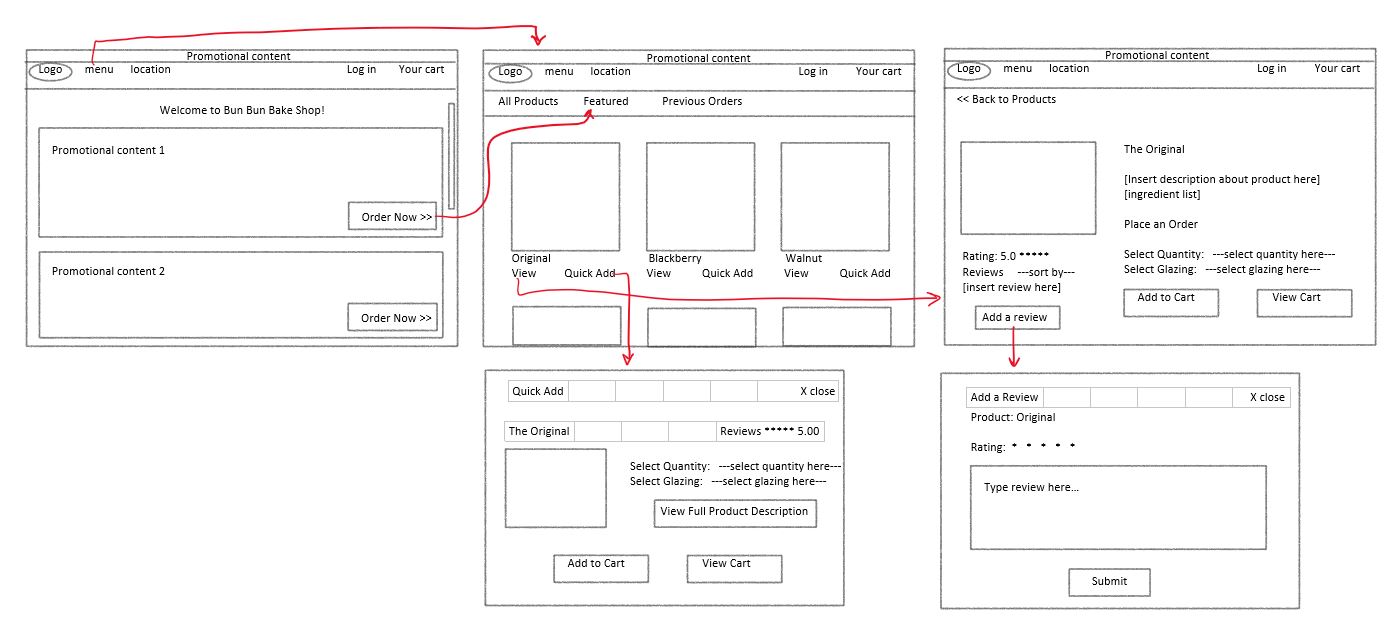 Promotional content
Logo menu location Log in Your cart
Welcome to Bun Bun Bake Shop!
Promotional content 1
Order Now >>
Promotional content 2
Order Now >>
Promotional content
Logo menu location Log in Your cart
All Products Featured Previous Orders
Original Blackberry Walnut
View Quick Add View Quick Add View Quick Add
Promotional content
Logo menu location Log in Your cart
<< Back to Products
The Original
[Insert description about product here]
[ingredient list]
Place an Order
Select Quantity: ---select quantity here---
Select Glazing: ---select glazing here---
Add to Cart View Cart
Rating: 5.0 *****
Reviews ---sort by---
[insert review here]
Add a review
Quick Add X close
The Original Reviews ***** 5.00
Select Quantity: ---select quantity here---
Select Glazing: ---select glazing here---
View Full Product Description
Add to Cart View Cart
Add a Review X close
Product: Original
Rating: * * * * *
Type review here...
Submit